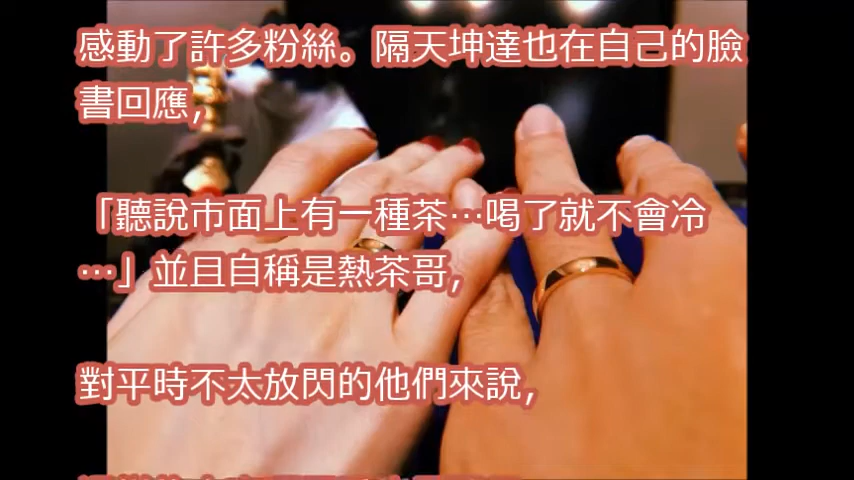 感動了許多粉絲。隔天坤達也在自己的臉
書回應，
「聽說市面上有一種茶⋯喝了就不會冷
⋯」並且自稱是熱茶哥，
對平時不太放閃的他們來說，